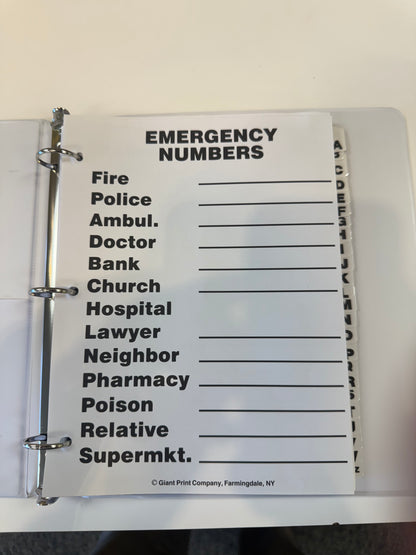 EMERGENCY
NUMBERS
Fire
Police
Ambul.
Doctor
Bank
Church
Hospital
Lawyer
Neighbor
Pharmacy
Poison
Relative
Supermkt.
© Giant Print Company, Farmingdale, NY
A
C
D
E
F
G
H
I
J
K
L
M
N
O
P
R
S
T
Z